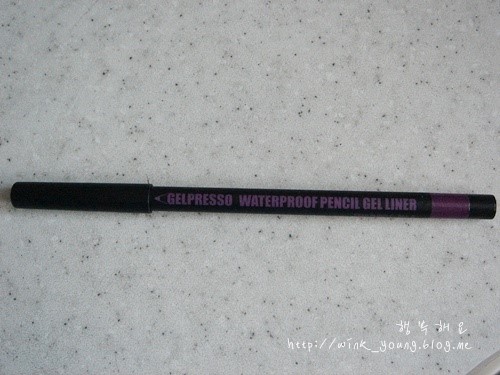 GELPRESSO WATERPROOF PENCIL GEL LINER
행복해요
http://wink_young.blog.me